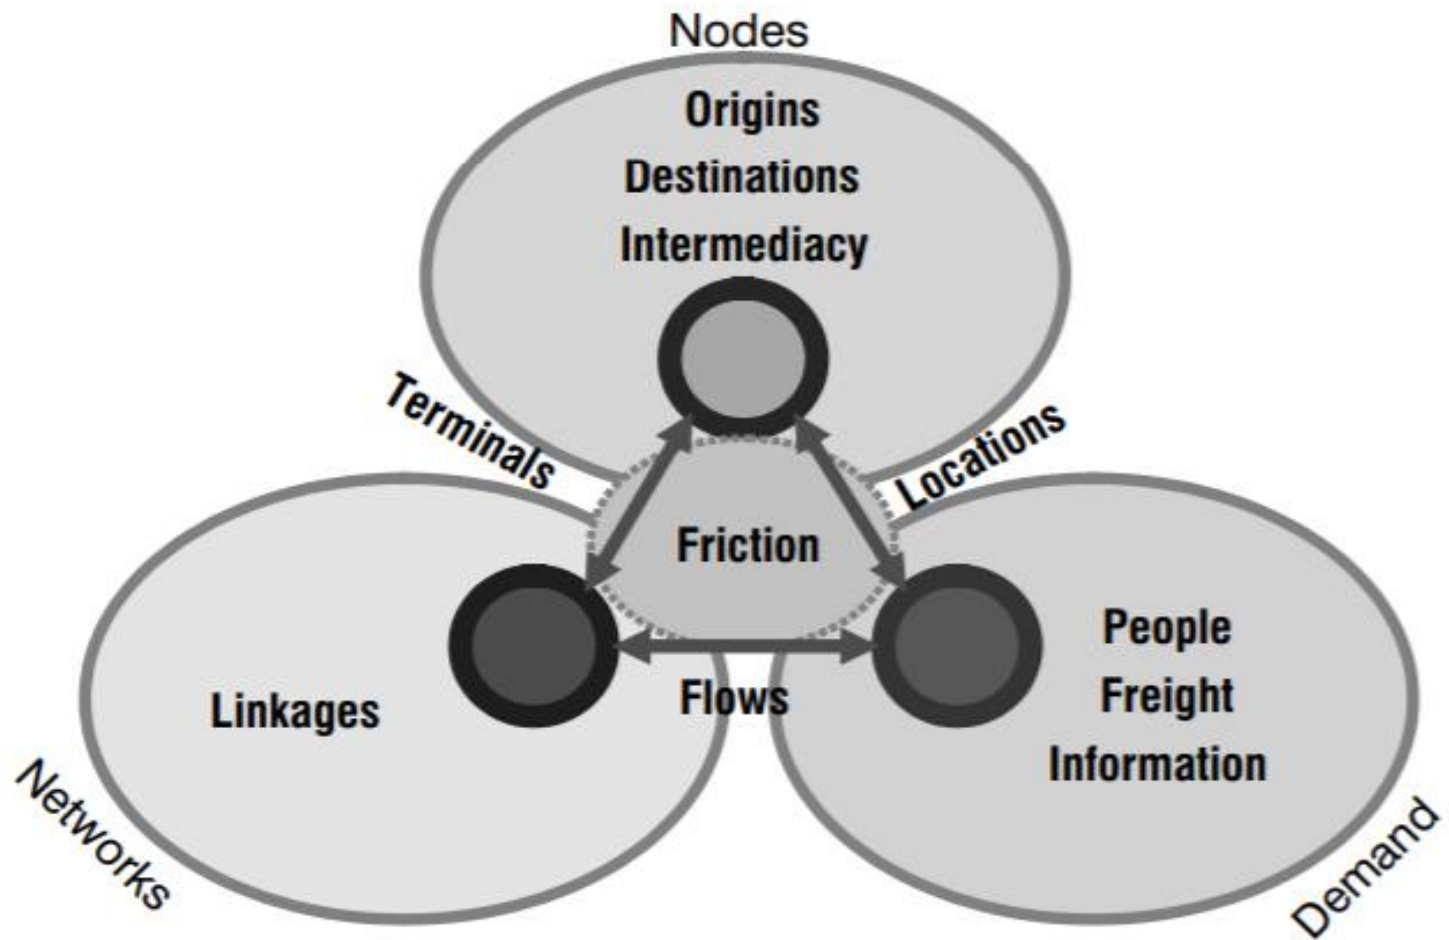 Nodes
Origins
Destinations
Intermediacy
Terminals
Locations
Friction
Linkages
Flows
People
Freight
Information
Networks
Demand